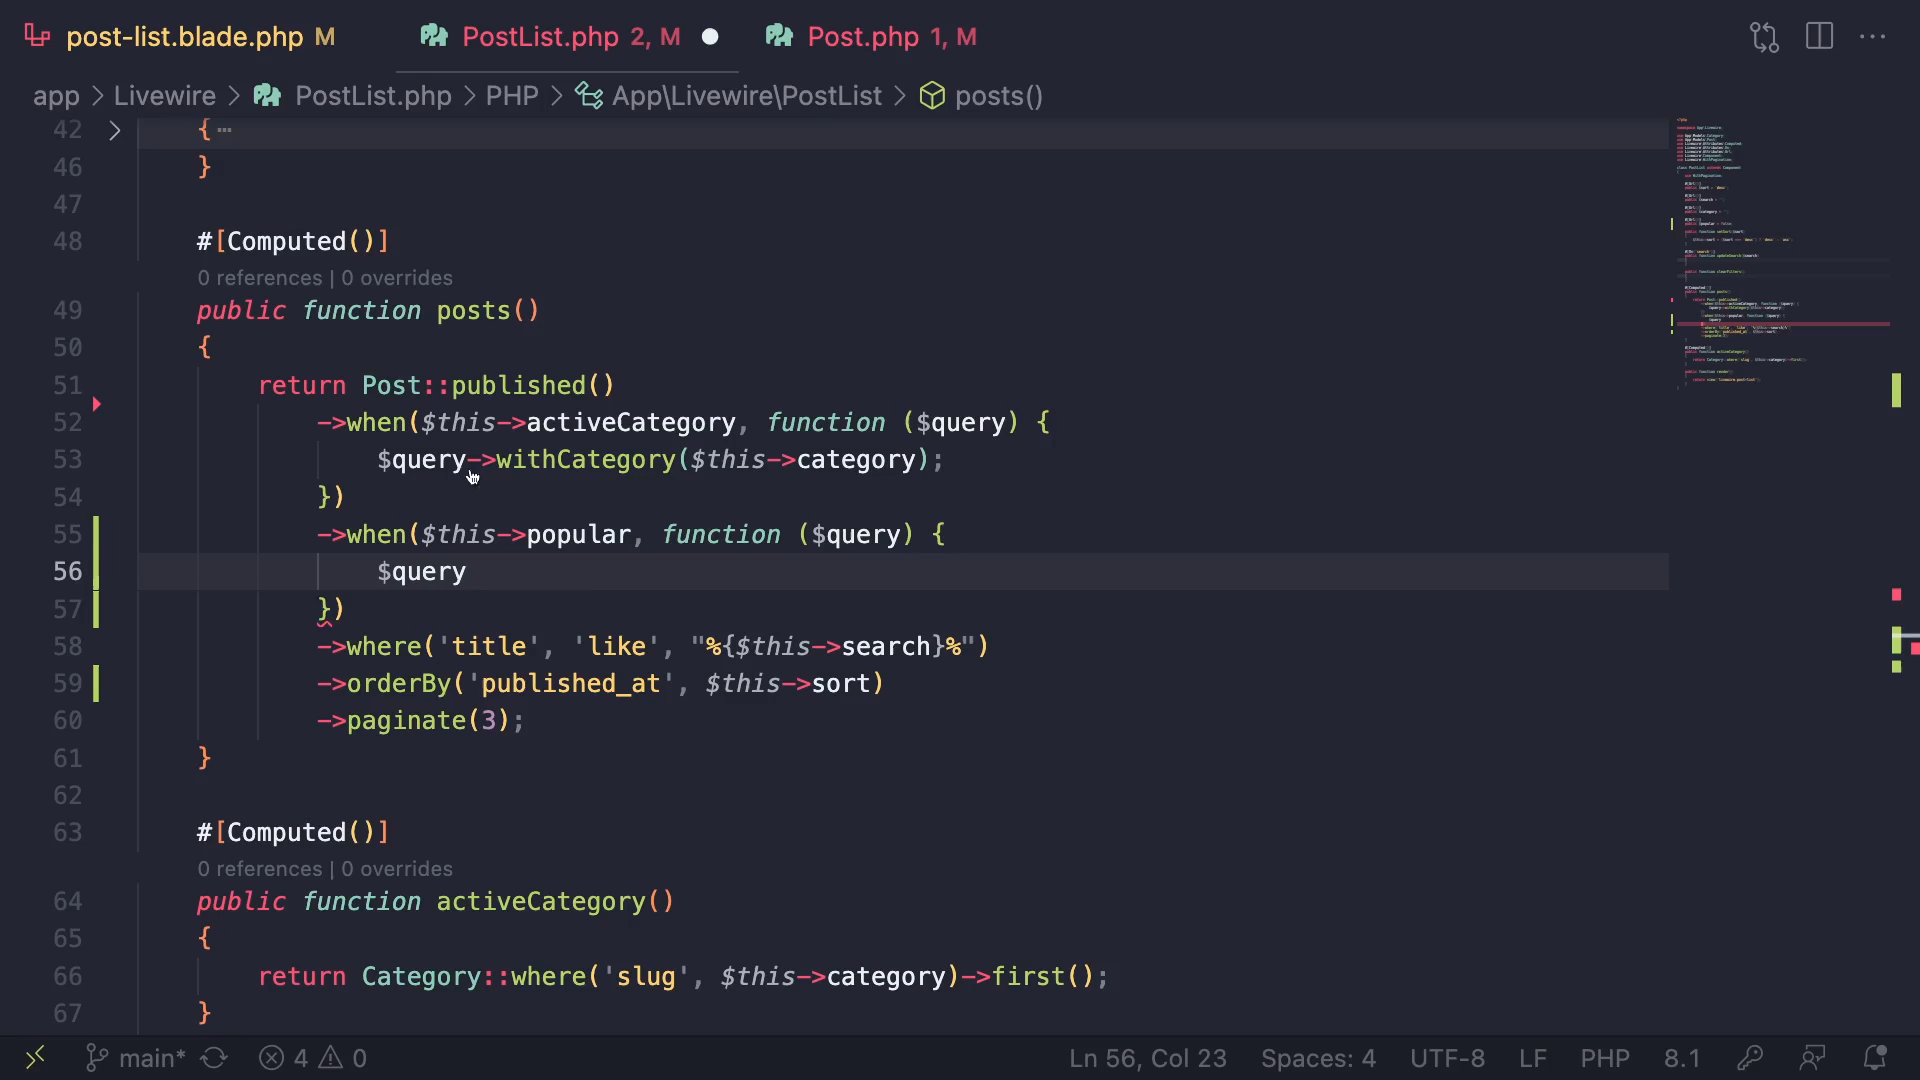 post-list.blade.php M
PostList.php 2, M
Post.php 1, M
app > Livewire > PostList.php > PHP > App\Livewire\PostList > posts()
42 {
46 }
47
48 #[Computed()]
0 references | 0 overrides
49 public function posts()
50 {
51 return Post::published()
52 ->when($this->activeCategory, function ($query) {
53 $query->withCategory($this->category);
54 })
55 ->when($this->popular, function ($query) {
56 $query
57 })
58 ->where('title', 'like', "%{$this->search}%")
59 ->orderBy('published_at', $this->sort)
60 ->paginate(3);
61 }
62
63 #[Computed()]
0 references | 0 overrides
64 public function activeCategory()
65 {
66 return Category::where('slug', $this->category)->first();
67 }
main* 4 0 Ln 56, Col 23 Spaces: 4 UTF-8 LF PHP 8.1